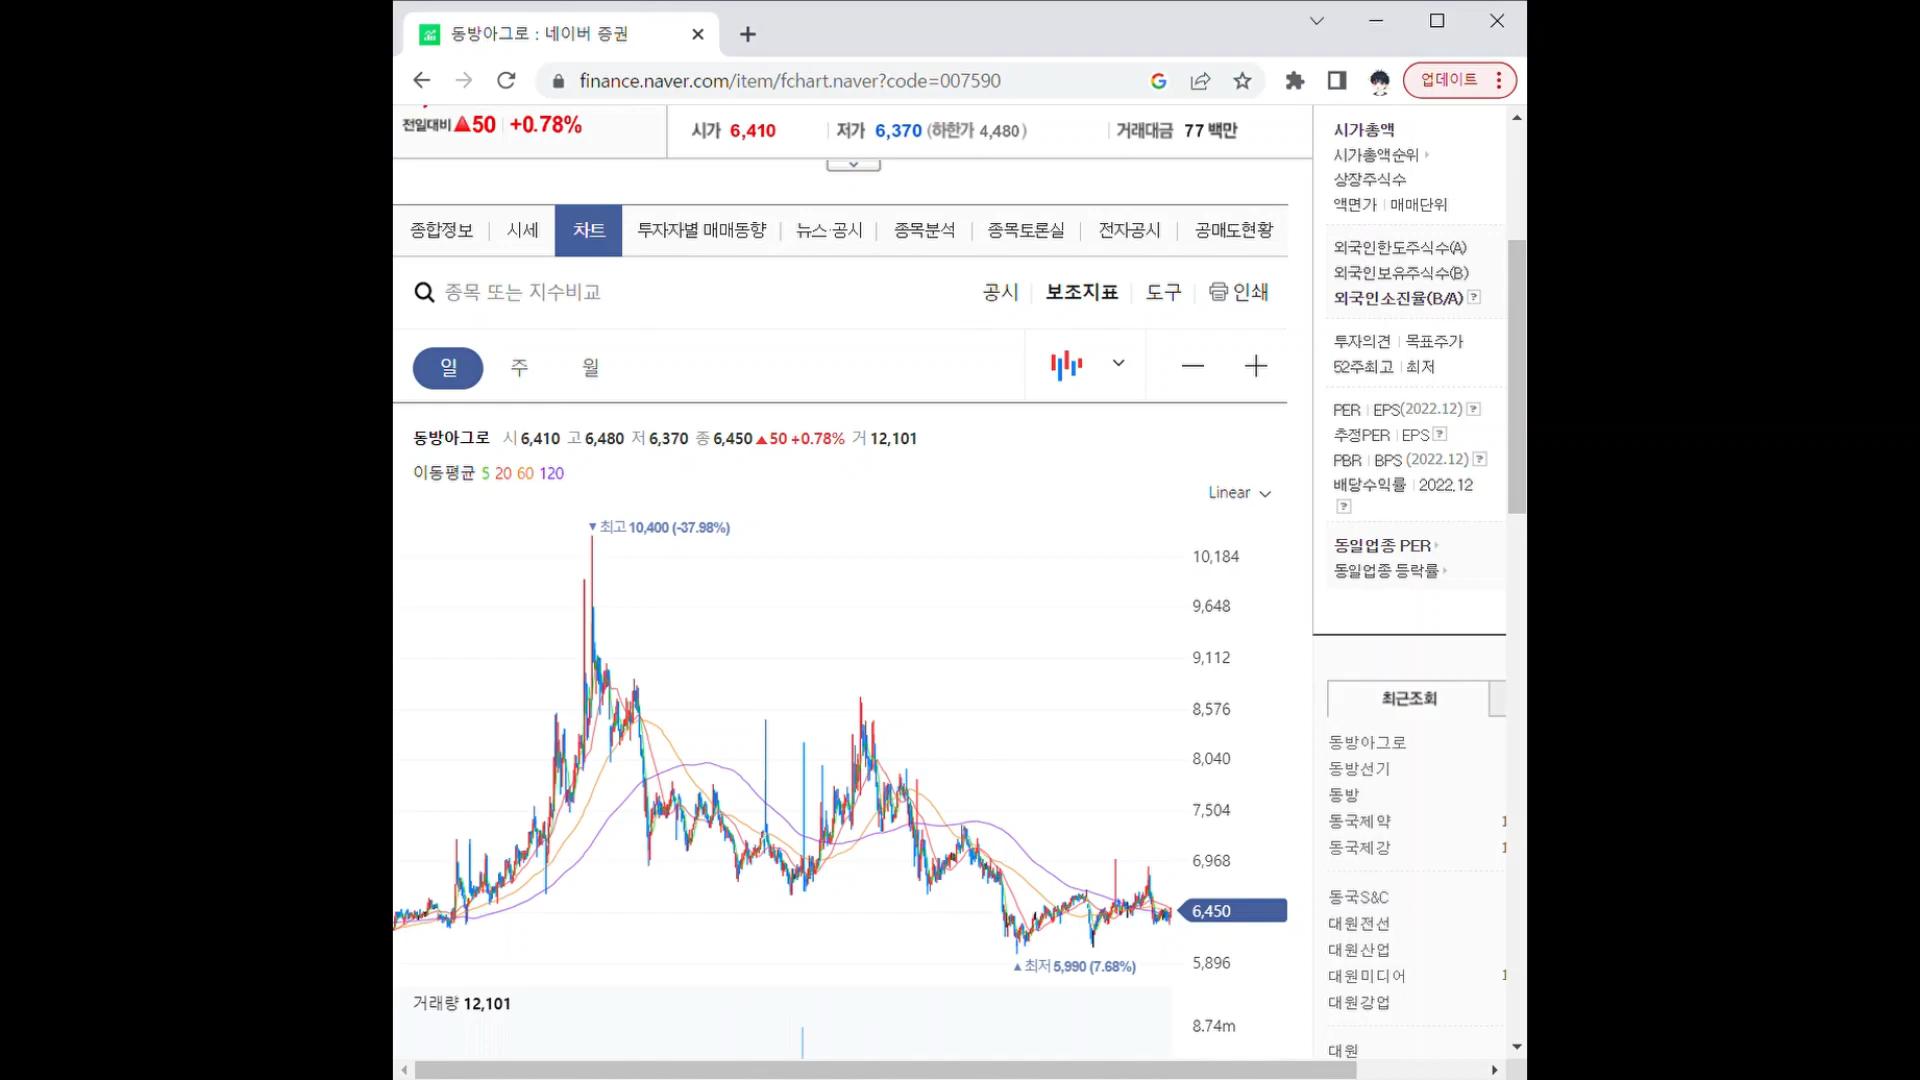 동방아그로 : 네이버 증권
finance.naver.com/item/fchart.naver?code=007590
업데이트
전일대비 ▲50 +0.78%
시가 6,410 저가 6,370 (하한가 4,480) 거래대금 77 백만
종합정보 시세 차트 투자자별 매매동향 뉴스·공시 종목분석 종목토론실 전자공시 공매도현황
종목 또는 지수비교
공시 보조지표 도구 인쇄
일 주 월
동방아그로 시 6,410 고 6,480 저 6,370 종 6,450 ▲50 +0.78% 거 12,101
이동평균 5 20 60 120
Linear
▼최고 10,400 (-37.98%)
10,184
9,648
9,112
8,576
8,040
7,504
6,968
6,450
5,896
▲최저 5,990 (7.68%)
거래량 12,101
8.74m
시가총액
시가총액순위
상장주식수
액면가 | 매매단위
외국인한도주식수(A)
외국인보유주식수(B)
외국인소진율(B/A) ?
투자의견 | 목표주가
52주최고 | 최저
PER | EPS(2022.12) ?
추정PER | EPS ?
PBR | BPS (2022.12) ?
배당수익률 | 2022.12
?
동일업종 PER
동일업종 등락률
최근조회
동방아그로
동방선기
동방
동국제약 1
동국제강 1
동국S&C
대원전선
대원산업
대원미디어 1
대원강업
대원